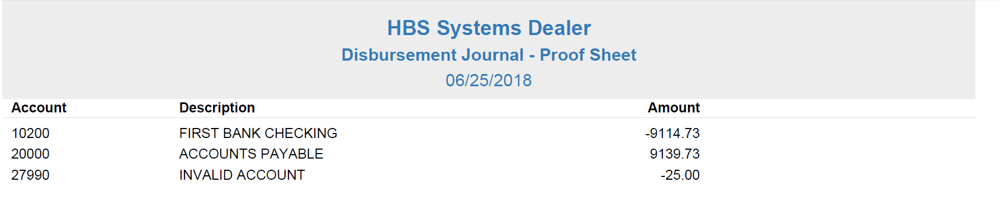 HBS Systems Dealer
Disbursement Journal - Proof Sheet
06/25/2018
Account Description Amount
10200 FIRST BANK CHECKING -9114.73
20000 ACCOUNTS PAYABLE 9139.73
27990 INVALID ACCOUNT -25.00